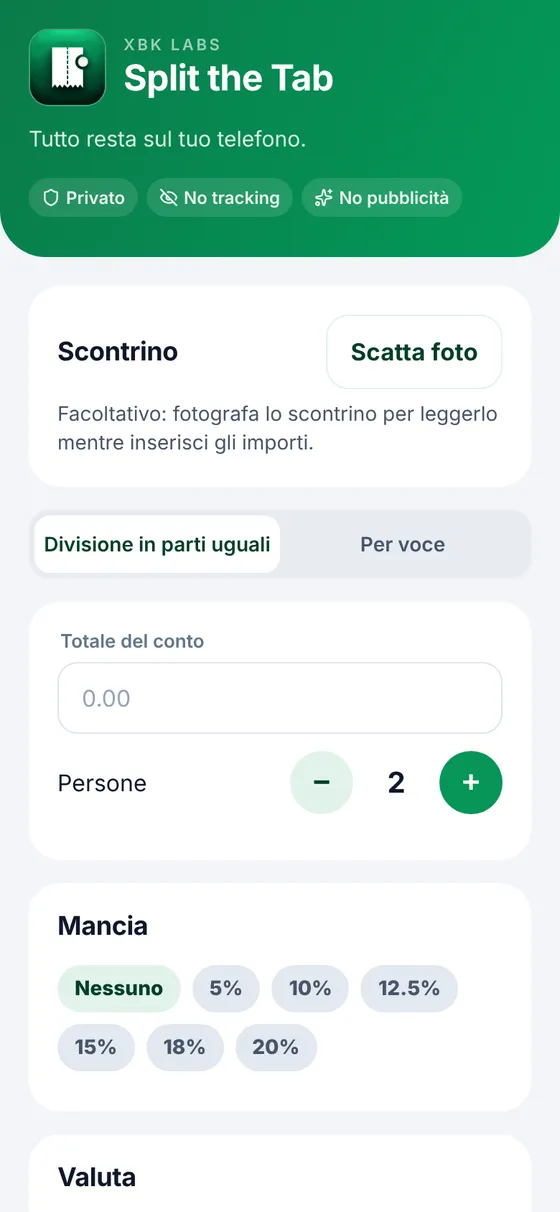 XBK LABS
Split the Tab
Tutto resta sul tuo telefono.
Privato
No tracking
No pubblicità
Scontrino
Scatta foto
Facoltativo: fotografa lo scontrino per leggerlo
mentre inserisci gli importi.
Divisione in parti uguali
Per voce
Totale del conto
0.00
Persone
−
2
+
Mancia
Nessuno
5%
10%
12.5%
15%
18%
20%
Valuta